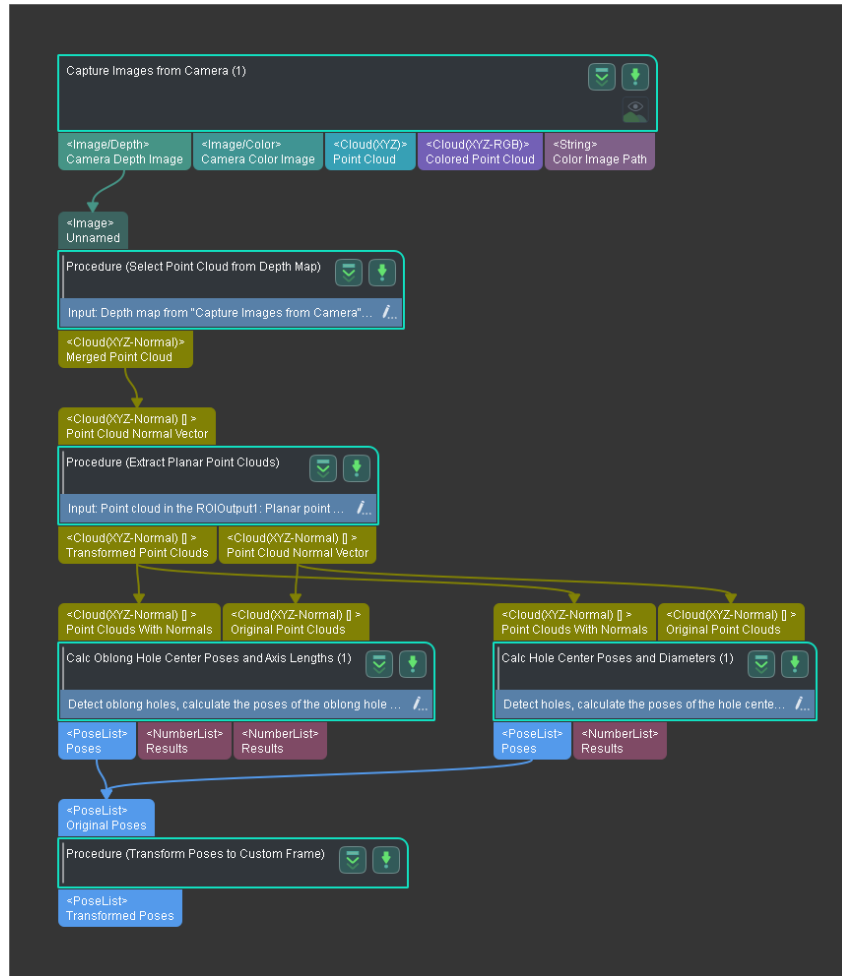 Capture Images from Camera (1)
<Image/Depth>
Camera Depth Image
<Image/Color>
Camera Color Image
<Cloud(XYZ)>
Point Cloud
<Cloud(XYZ-RGB)>
Colored Point Cloud
<String>
Color Image Path
<Image>
Unnamed
Procedure (Select Point Cloud from Depth Map)
Input: Depth map from "Capture Images from Camera"...
<Cloud(XYZ-Normal)>
Merged Point Cloud
<Cloud(XYZ-Normal) [] >
Point Cloud Normal Vector
Procedure (Extract Planar Point Clouds)
Input: Point cloud in the ROIOutput1: Planar point ...
<Cloud(XYZ-Normal) [] >
Transformed Point Clouds
<Cloud(XYZ-Normal) [] >
Point Cloud Normal Vector
<Cloud(XYZ-Normal) [] >
Point Clouds With Normals
<Cloud(XYZ-Normal) [] >
Original Point Clouds
Calc Oblong Hole Center Poses and Axis Lengths (1)
Detect oblong holes, calculate the poses of the oblong hole ...
<PoseList>
Poses
<NumberList>
Results
<NumberList>
Results
<Cloud(XYZ-Normal) [] >
Point Clouds With Normals
<Cloud(XYZ-Normal) [] >
Original Point Clouds
Calc Hole Center Poses and Diameters (1)
Detect holes, calculate the poses of the hole cente...
<PoseList>
Poses
<NumberList>
Results
<PoseList>
Original Poses
Procedure (Transform Poses to Custom Frame)
<PoseList>
Transformed Poses